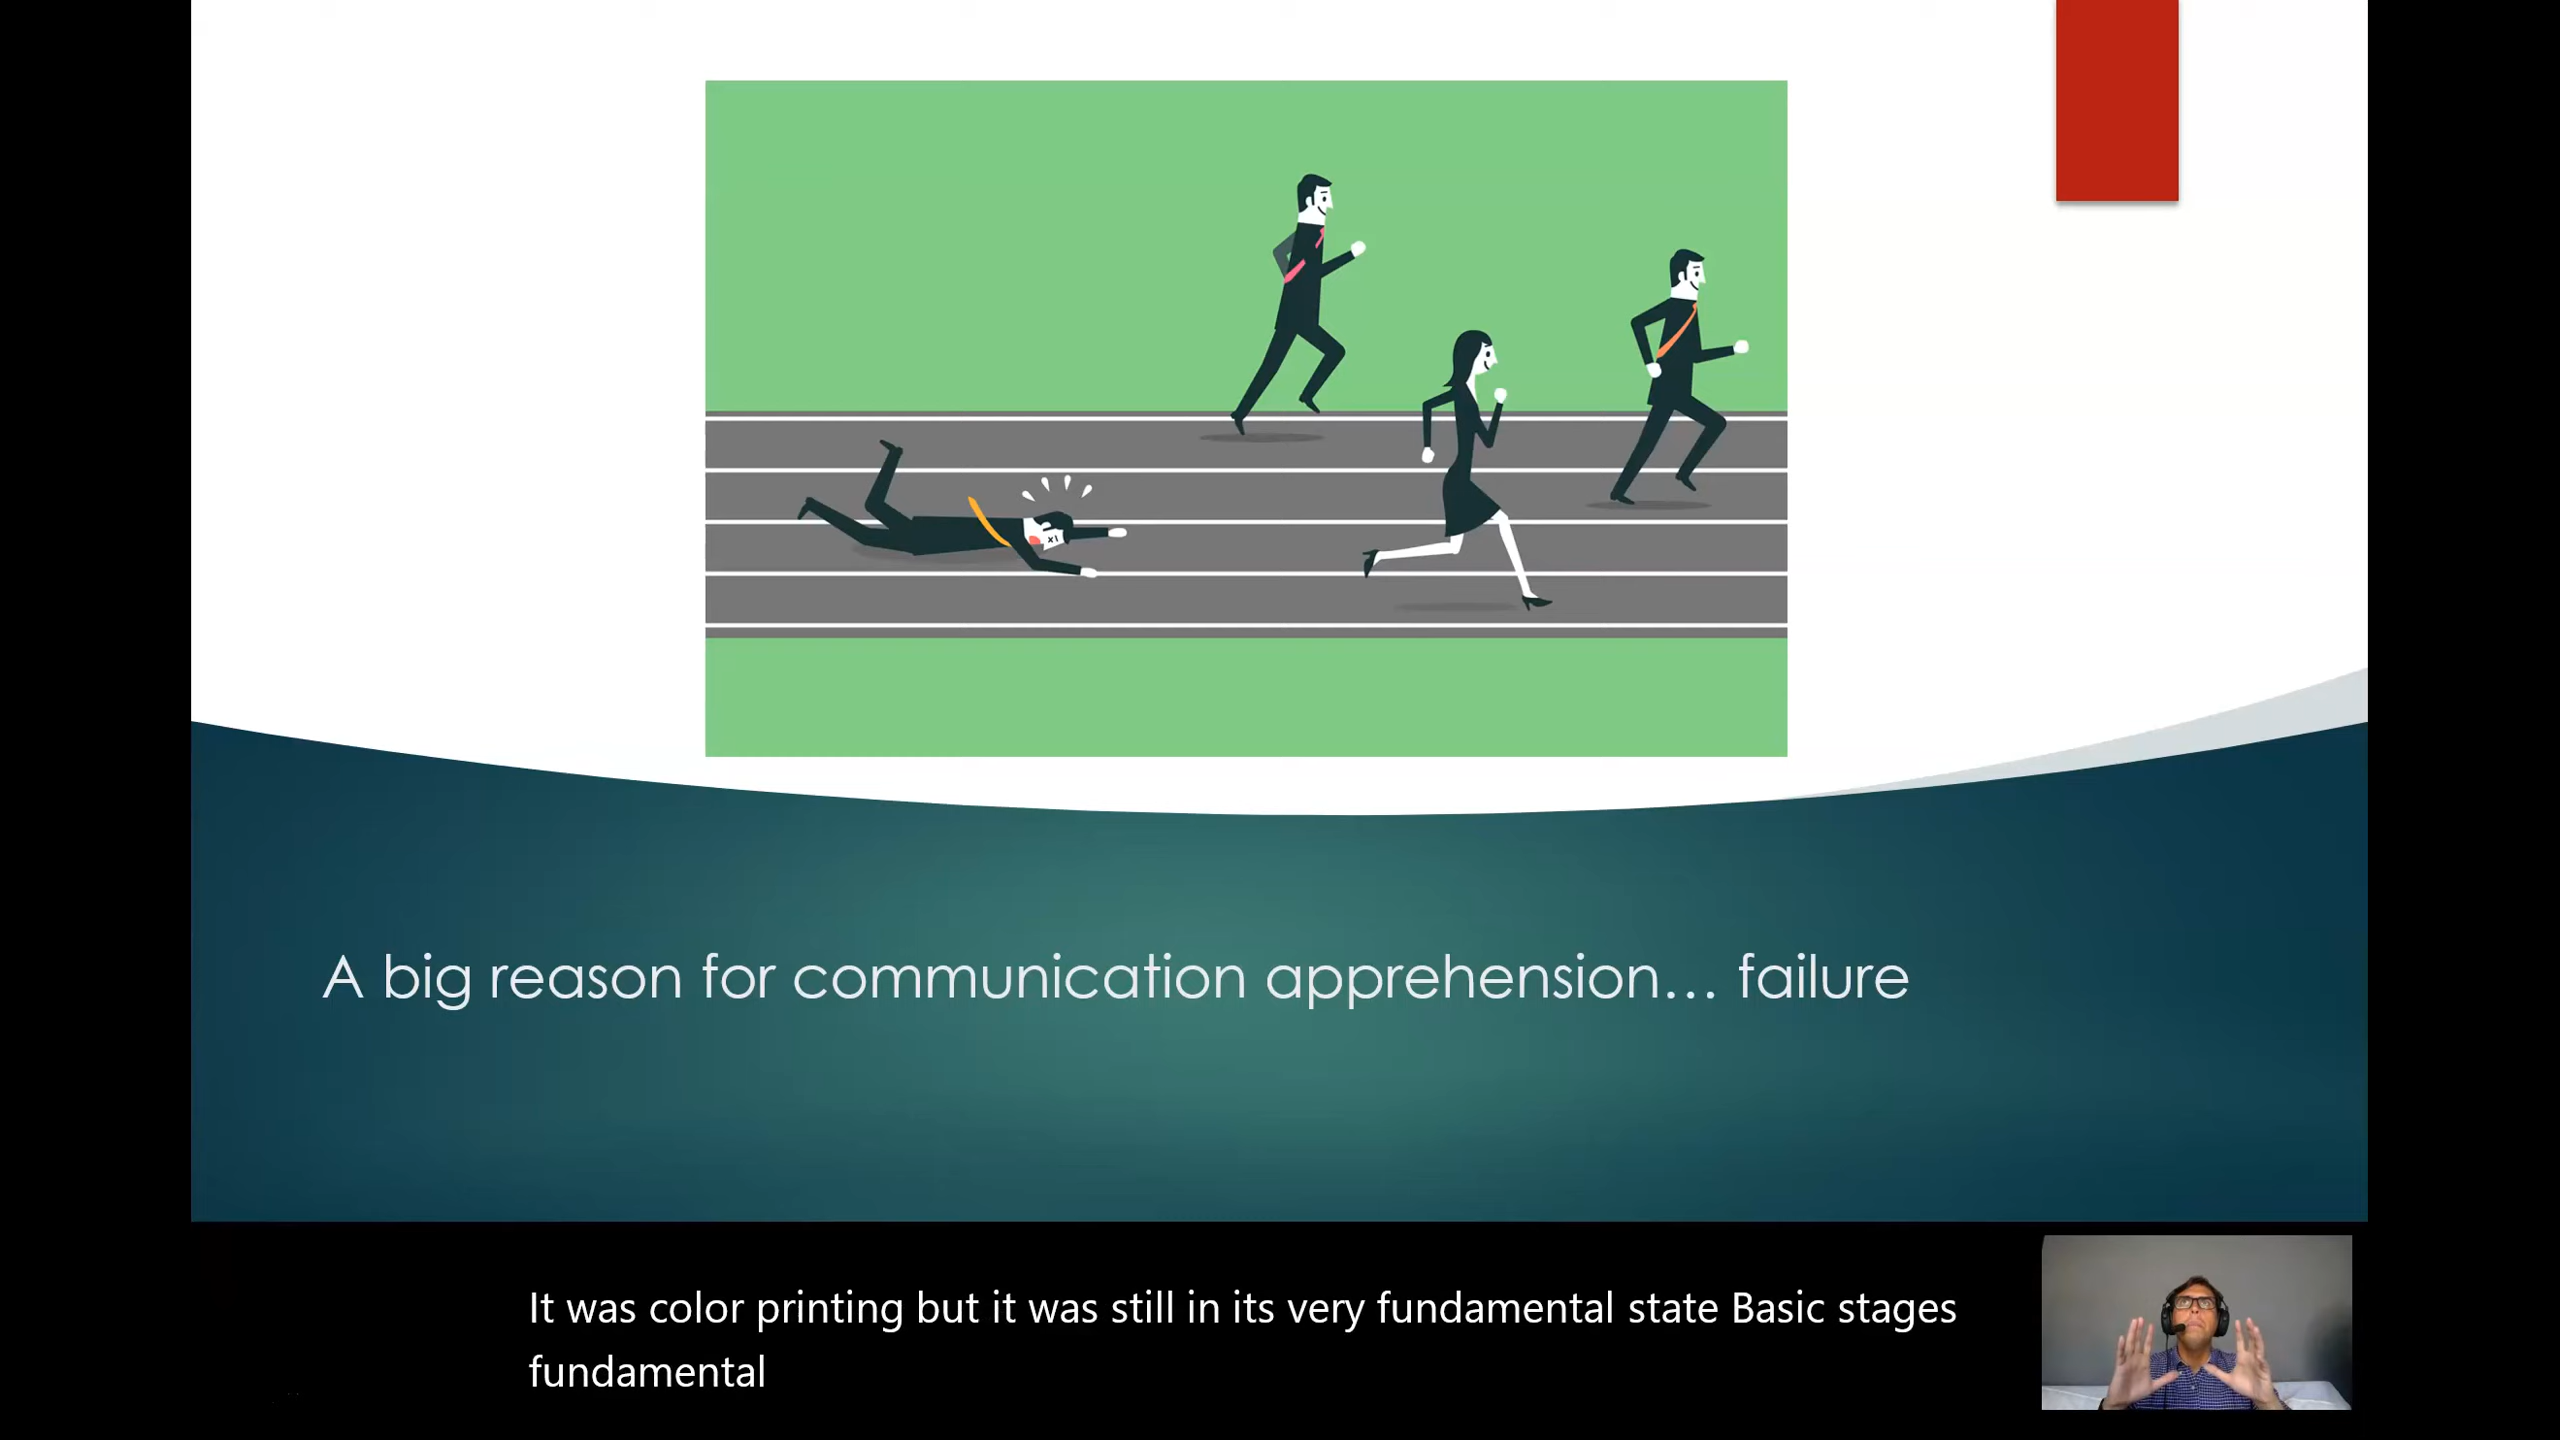 A big reason for communication apprehension... failure
It was color printing but it was still in its very fundamental state Basic stages
fundamental